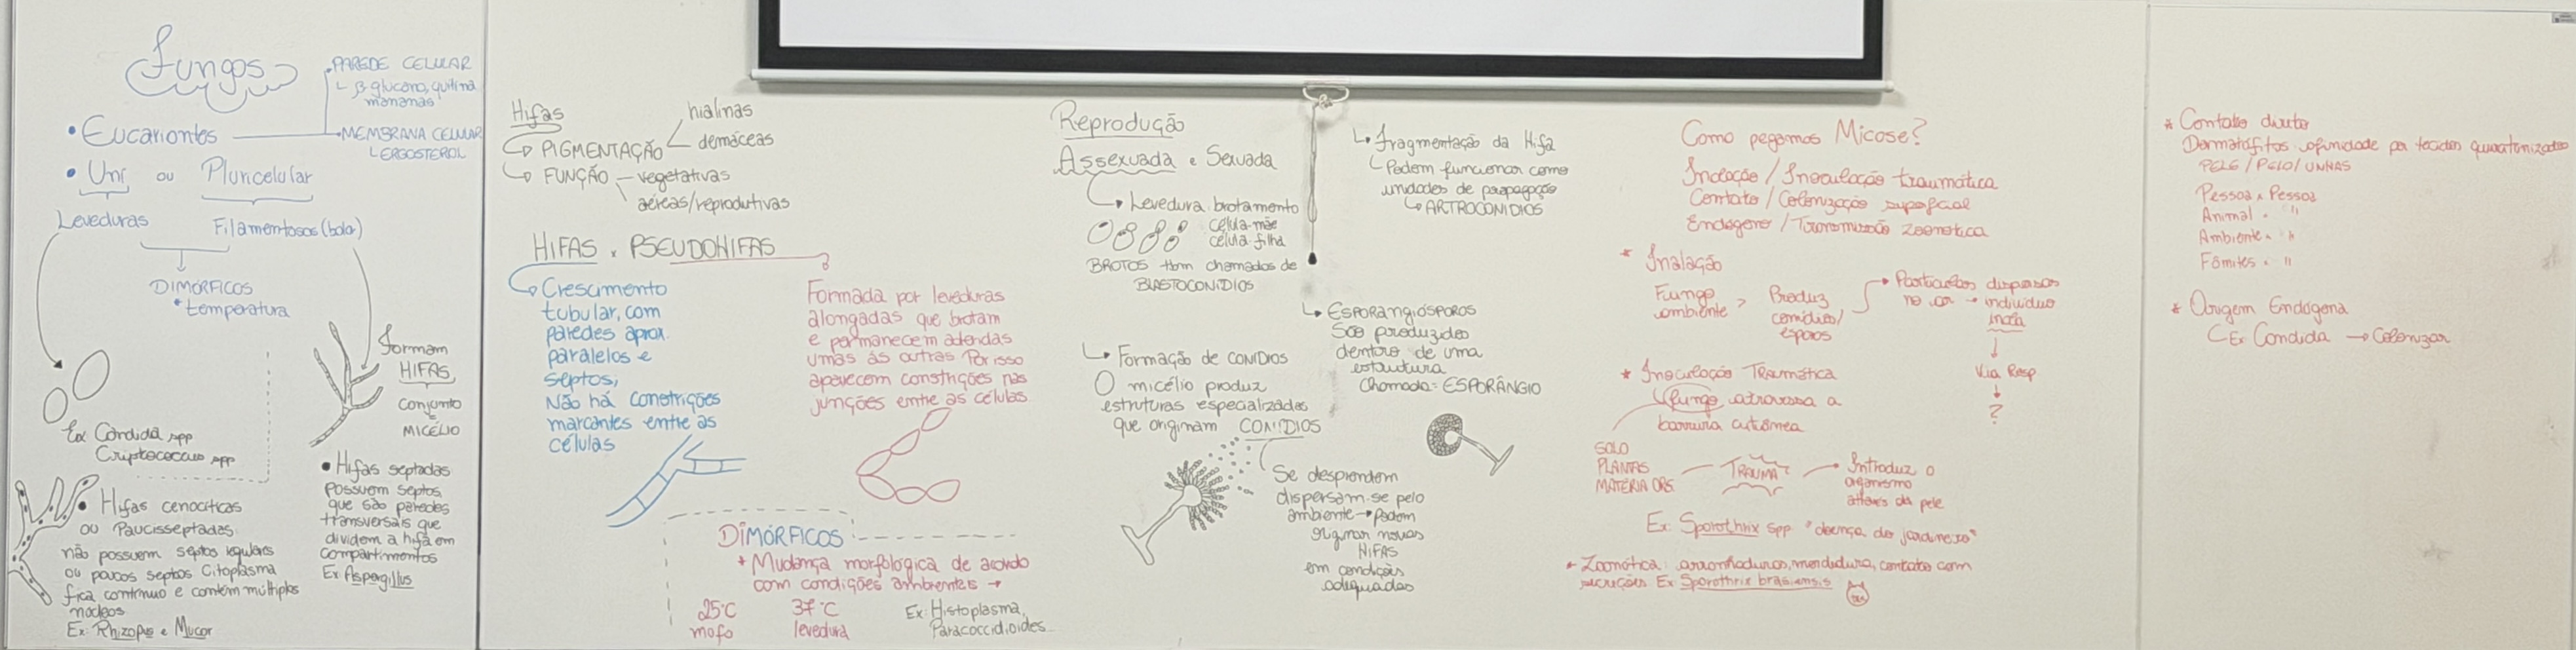 Fungos
• Eucariontes
PAREDE CELULAR
β glucano, quitina
mananas
MEMBRANA CELULAR
ERGOSTEROL
• Uni ou Pluricelular
Leveduras
Filamentosos (bolor)
DIMÓRFICOS
* temperatura
Ex Candida spp
Criptococcus spp
Formam
HIFAS
Conjunto
=
MICÉLIO
• Hifas cenocíticas
ou Paucisseptadas
não possuem septos regulares
ou poucos septos Citoplasma
fica contínuo e contém múltiplos
núcleos
Ex: Rhizopus e Mucor
• Hifas septadas
Possuem septos,
que são paredes
transversais que
dividem a hifa em
compartimentos
Ex Aspergillus
Hifas
PIGMENTAÇÃO
hialinas
demáceas
FUNÇÃO
vegetativas
aéreas/reprodutivas
HIFAS x PSEUDOHIFAS
Crescimento
tubular, com
paredes aprox.
paralelos e
septos,
Não há constrições
marcantes entre as
células
Formada por leveduras
alongadas que brotam
e permanecem aderidas
umas às outras Por isso
aparecem constrições nas
junções entre as células
DIMÓRFICOS
* Mudança morfológica de acordo
com condições ambientes →
25°C
mofo
37°C
levedura
Ex: Histoplasma,
Paracoccidioides
Reprodução
Assexuada e Sexuada
Levedura: brotamento
célula-mãe
célula filha
BROTOS tbm chamados de
BLASTOCONÍDIOS
Formação de CONÍDIOS
O micélio produz
estruturas especializadas
que originam CONÍDIOS
Se desprendem
dispersam-se pelo
ambiente → Podem
originar novas
HIFAS
em condições
adequadas
Fragmentação da Hifa
Podem funcionar como
unidades de propagação
ARTROCONIDIOS
ESPORANGIÓSPOROS
São produzidos
dentro de uma
estrutura
Chamada: ESPORÂNGIO
Como pegamos Micose?
Inalação / Inoculação traumática
Contato / Colonização superficial
Endógeno / Transmissão zoonótica
* Inalação
Fungo
ambiente >
Produz
conídios/
esporos
Partículas dispersas
no ar → indivíduo
inala
↓
Via Resp
↓
?
* Inoculação TRAUMÁTICA
fungo atravessa a
barreira cutânea
SOLO
PLANTAS
MATÉRIA ORG.
TRAUMA
Introduz o
organismo
através da pele
Ex: Sporothrix spp "doença do jardineiro"
* Zoonótica: arranhaduras, mordedura, contato com
secreções Ex: Sporothrix brasiliensis
* Contato direto
Dermatófitos afinidade por tecidos queratinizados
PELE / PELO / UNHAS
Pessoa x Pessoa
Animal - "
Ambiente - "
Fômites - "
* Origem Endógena
Ex Candida → Colonizar